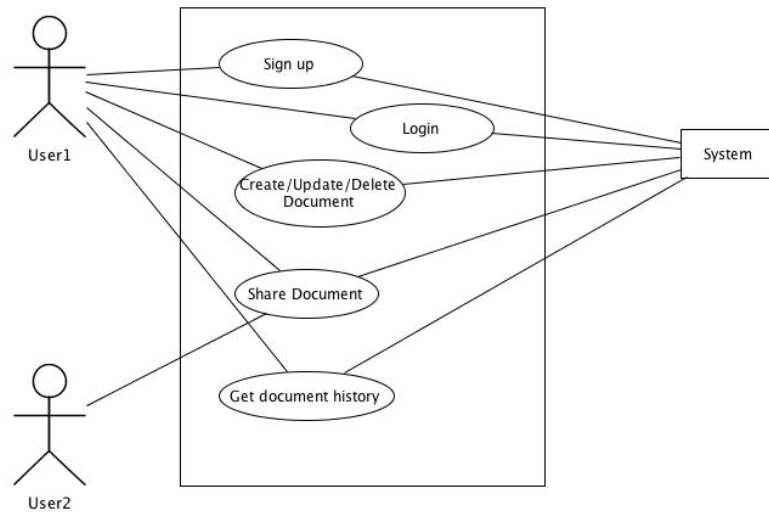 Sign up
Login
User1
System
Create/Update/Delete
Document
Share Document
Get document history
User2